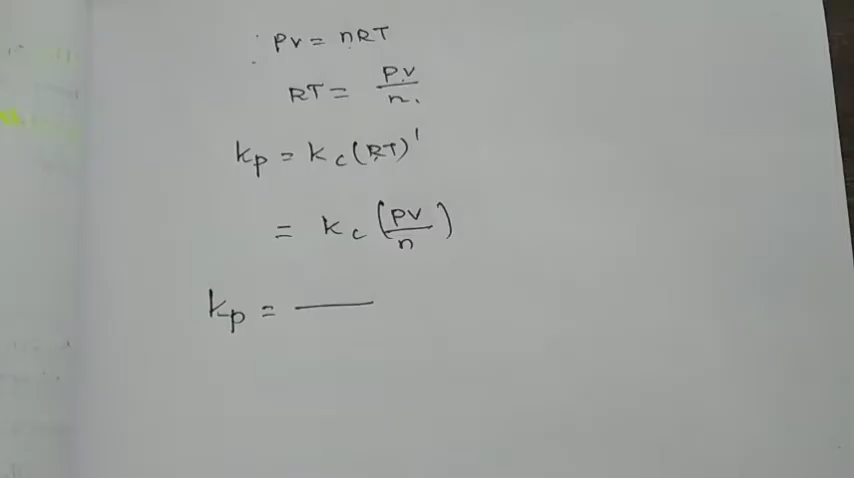 PV = nRT
RT = PV/n.
Kp = Kc(RT)¹
= Kc(PV/n)
Kp = ——